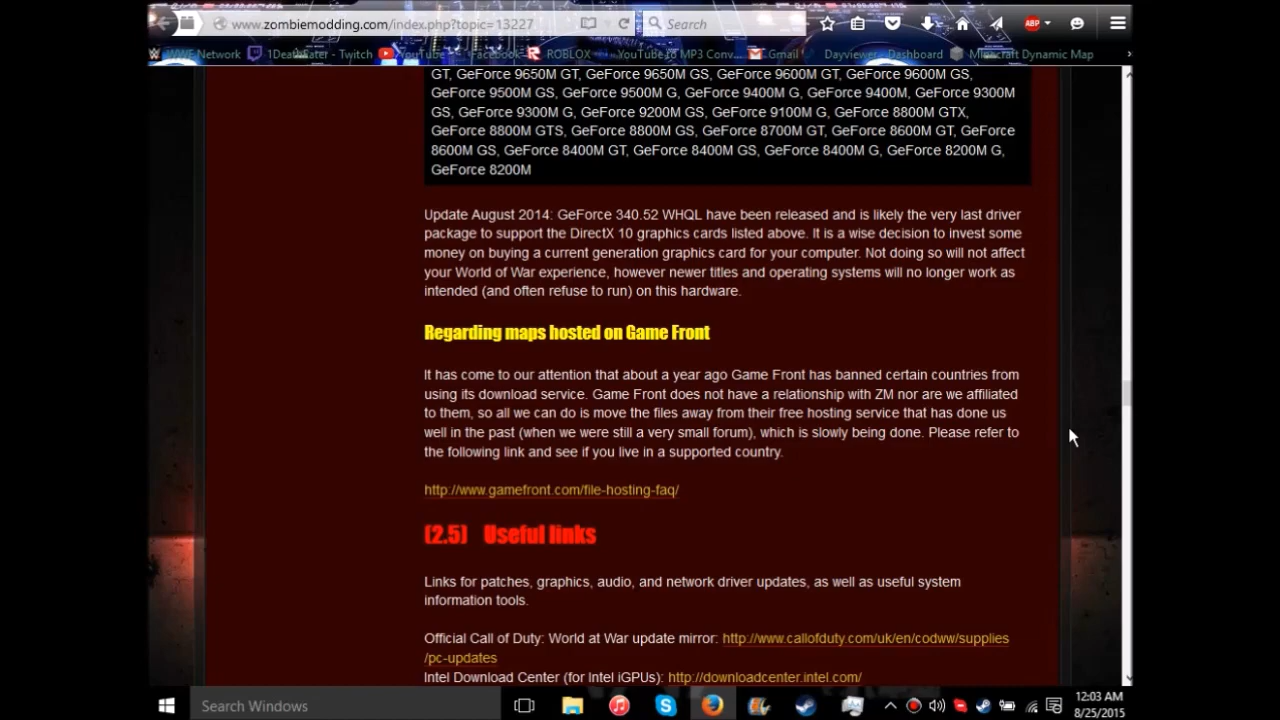 www.zombiemodding.com/index.php?topic=13227
Search
ABP
WWE Network
1DeathEater - Twitch
YouTube
Facebook
ROBLOX
YouTube to MP3 Conv...
Gmail
Dayviewer - Dashboard
Minecraft Dynamic Map
GT, GeForce 9650M GT, GeForce 9650M GS, GeForce 9600M GT, GeForce 9600M GS,
GeForce 9500M GS, GeForce 9500M G, GeForce 9400M G, GeForce 9400M, GeForce 9300M
GS, GeForce 9300M G, GeForce 9200M GS, GeForce 9100M G, GeForce 8800M GTX,
GeForce 8800M GTS, GeForce 8800M GS, GeForce 8700M GT, GeForce 8600M GT, GeForce
8600M GS, GeForce 8400M GT, GeForce 8400M GS, GeForce 8400M G, GeForce 8200M G,
GeForce 8200M
Update August 2014: GeForce 340.52 WHQL have been released and is likely the very last driver
package to support the DirectX 10 graphics cards listed above. It is a wise decision to invest some
money on buying a current generation graphics card for your computer. Not doing so will not affect
your World of War experience, however newer titles and operating systems will no longer work as
intended (and often refuse to run) on this hardware.
Regarding maps hosted on Game Front
It has come to our attention that about a year ago Game Front has banned certain countries from
using its download service. Game Front does not have a relationship with ZM nor are we affiliated
to them, so all we can do is move the files away from their free hosting service that has done us
well in the past (when we were still a very small forum), which is slowly being done. Please refer to
the following link and see if you live in a supported country.
http://www.gamefront.com/file-hosting-faq/
(2.5) Useful links
Links for patches, graphics, audio, and network driver updates, as well as useful system
information tools.
Official Call of Duty: World at War update mirror: http://www.callofduty.com/uk/en/codww/supplies
/pc-updates
Intel Download Center (for Intel iGPUs): http://downloadcenter.intel.com/
Search Windows
12:03 AM
8/25/2015